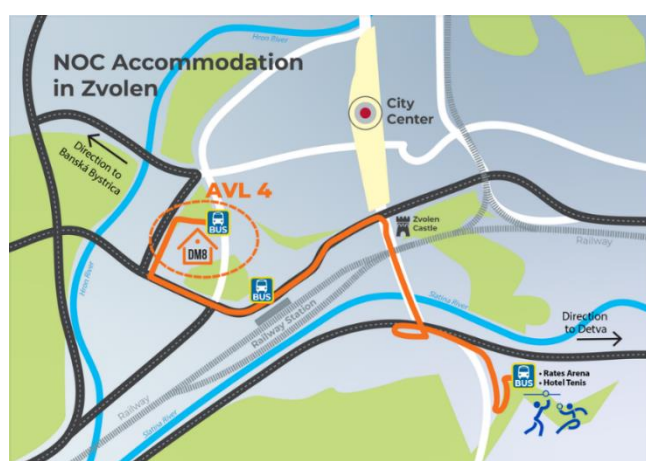 NOC Accommodation
in Zvolen
Hron River
City
Center
Direction to
Banská Bystrica
AVL 4
BUS
DM8
Zvolen
Castle
Railway
BUS
Hron River
Railway Station
Slatina River
Direction
to Detva
Railway
Slatina River
BUS
• Rates Arena
• Hotel Tenis